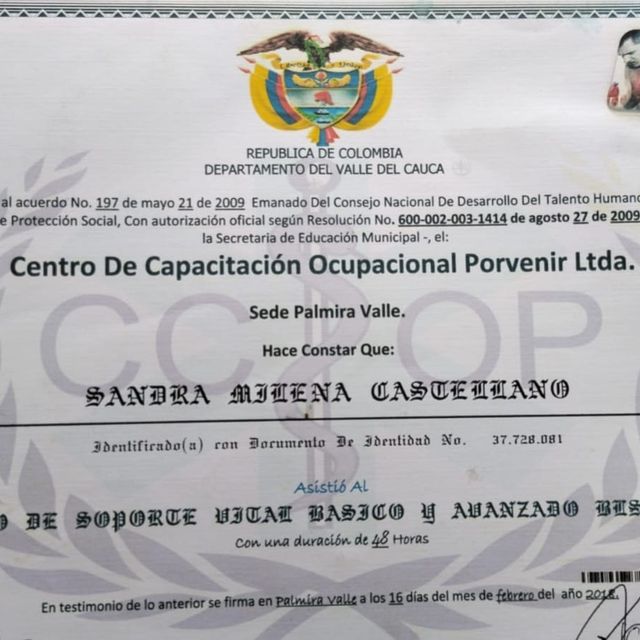 REPUBLICA DE COLOMBIA
DEPARTAMENTO DEL VALLE DEL CAUCA
al acuerdo No. 197 de mayo 21 de 2009 Emanado Del Consejo Nacional De Desarrollo Del Talento Humano
e Protección Social, Con autorización oficial según Resolución No. 600-002-003-1414 de agosto 27 de 2009
la Secretaria de Educación Municipal -, el:
Centro De Capacitación Ocupacional Porvenir Ltda.
CCOP
Sede Palmira Valle.
Hace Constar Que:
SANDRA MILENA CASTELLANO
Identificado(a) con Documento De Identidad No. 37.728.081
Asistió Al
O DE SOPORTE VITAL BASICO Y AVANZADO BLS
Con una duración de 48 Horas
En testimonio de lo anterior se firma en Palmira Valle a los 16 días del mes de febrero del año 2018.